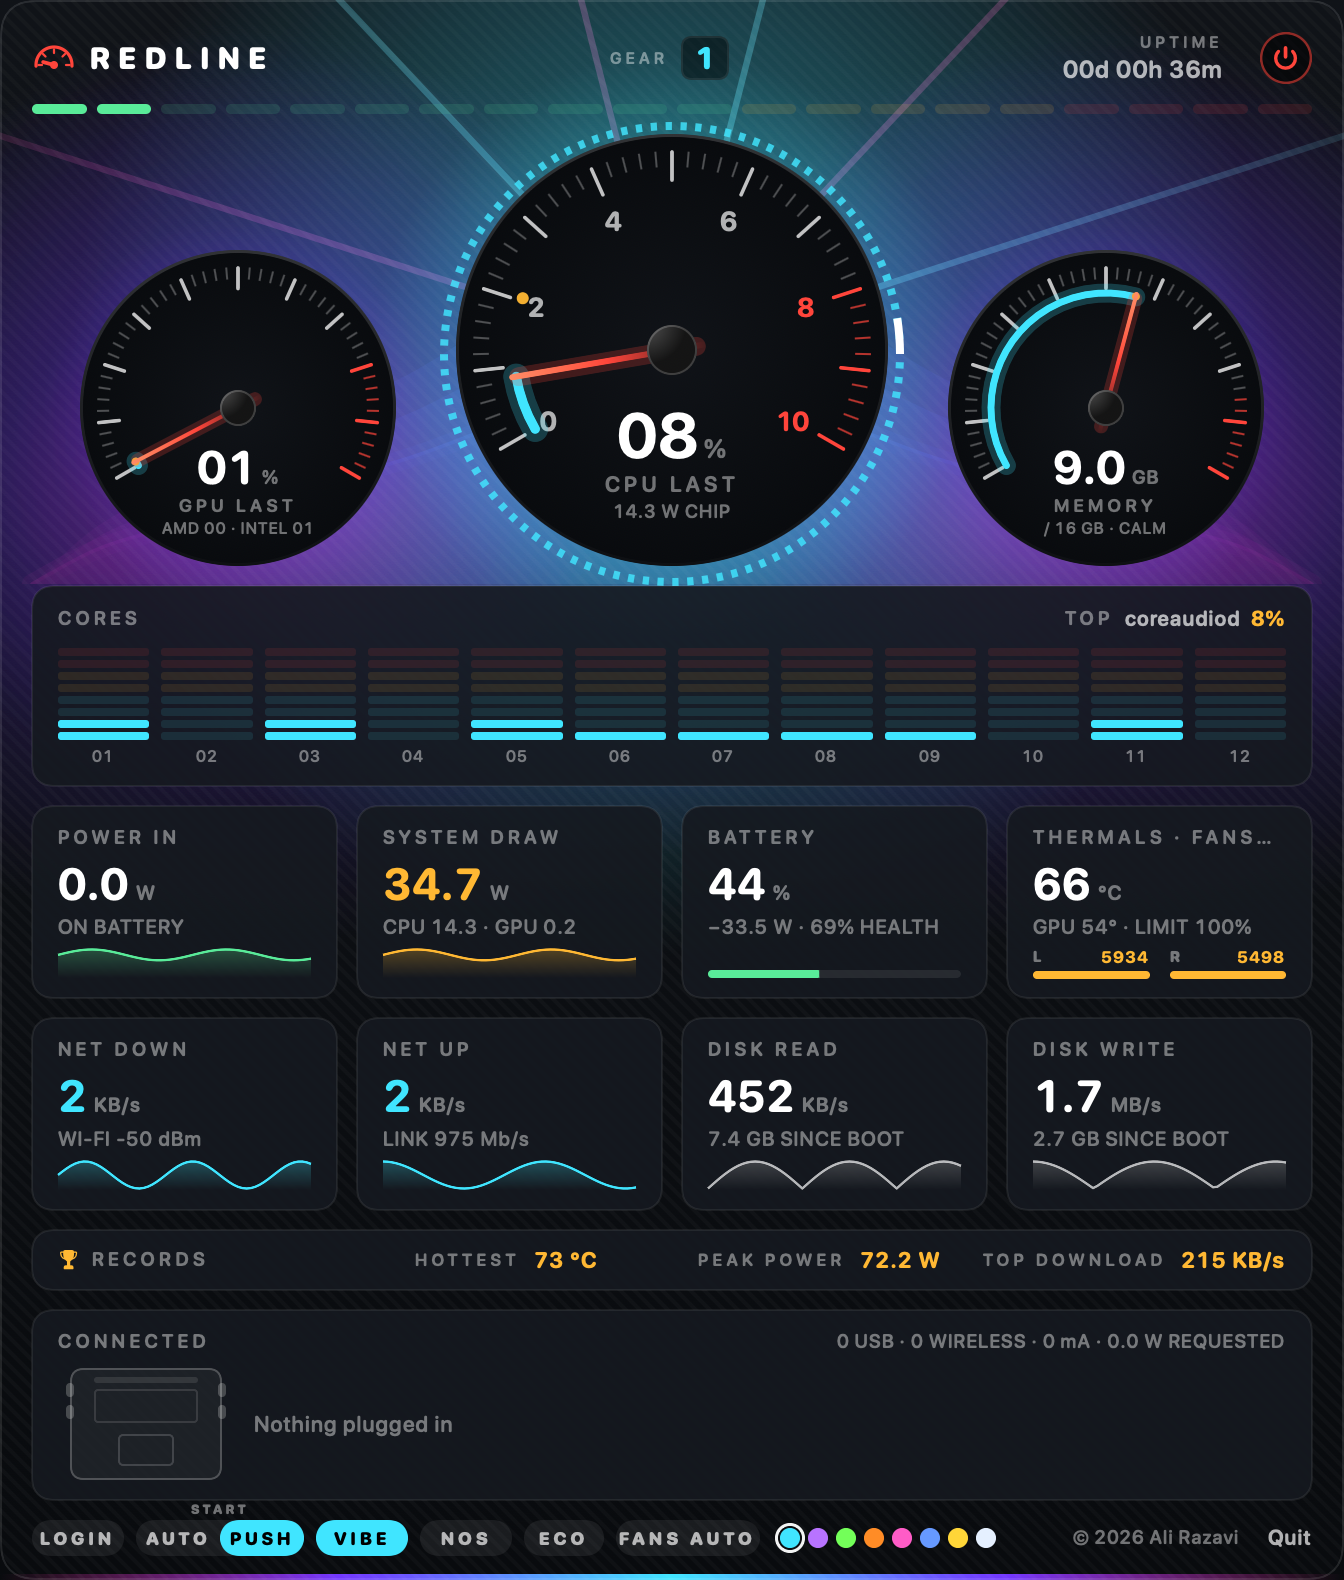 REDLINE
GEAR 1
UPTIME
00d 00h 36m
4 6
2 8
0 10
08 %
CPU LAST
14.3 W CHIP
01 %
GPU LAST
AMD 00 · INTEL 01
9.0 GB
MEMORY
/ 16 GB · CALM
CORES
TOP coreaudiod 8%
01 02 03 04 05 06 07 08 09 10 11 12
POWER IN
0.0 W
ON BATTERY
SYSTEM DRAW
34.7 W
CPU 14.3 · GPU 0.2
BATTERY
44 %
−33.5 W · 69% HEALTH
THERMALS · FANS…
66 °C
GPU 54° · LIMIT 100%
L 5934 R 5498
NET DOWN
2 KB/s
WI-FI -50 dBm
NET UP
2 KB/s
LINK 975 Mb/s
DISK READ
452 KB/s
7.4 GB SINCE BOOT
DISK WRITE
1.7 MB/s
2.7 GB SINCE BOOT
RECORDS HOTTEST 73 °C PEAK POWER 72.2 W TOP DOWNLOAD 215 KB/s
CONNECTED
0 USB · 0 WIRELESS · 0 mA · 0.0 W REQUESTED
Nothing plugged in
START
LOGIN AUTO PUSH VIBE NOS ECO FANS AUTO © 2026 Ali Razavi Quit